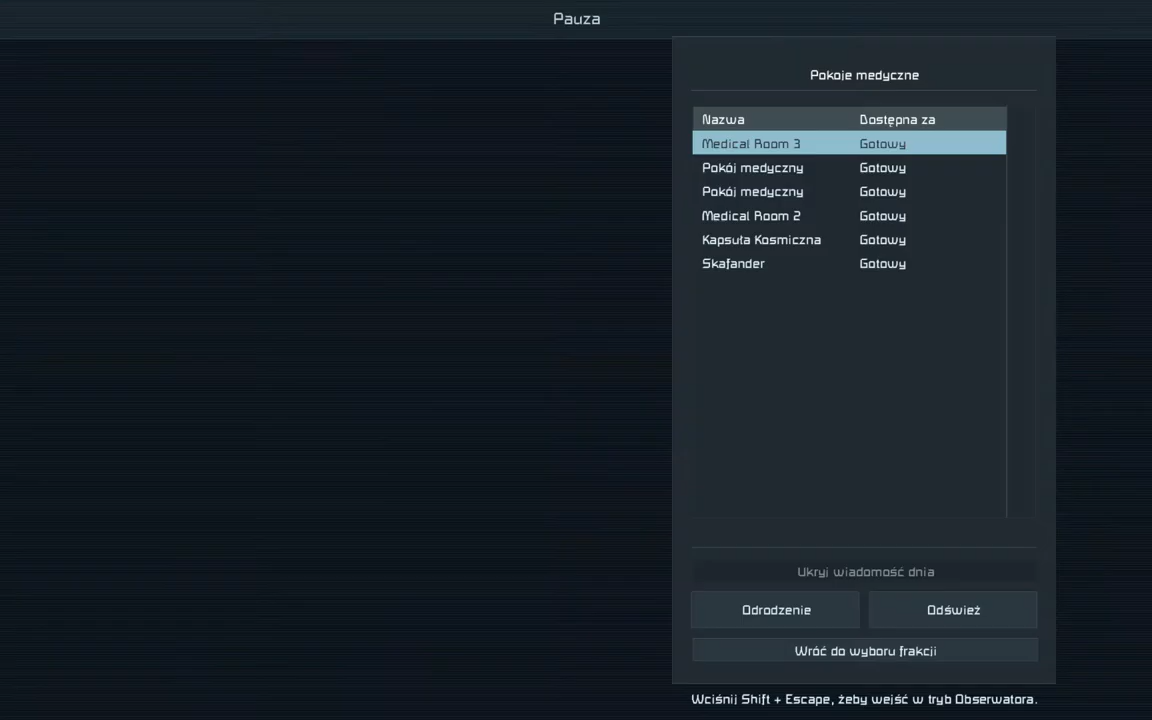 Pauza
Pokoje medyczne
Nazwa Dostępna za
Medical Room 3 Gotowy
Pokój medyczny Gotowy
Pokój medyczny Gotowy
Medical Room 2 Gotowy
Kapsuła Kosmiczna Gotowy
Skafander Gotowy
Ukryj wiadomość dnia
Odrodzenie Odśwież
Wróć do wyboru frakcji
Wciśnij Shift + Escape, żeby wejść w tryb Obserwatora.